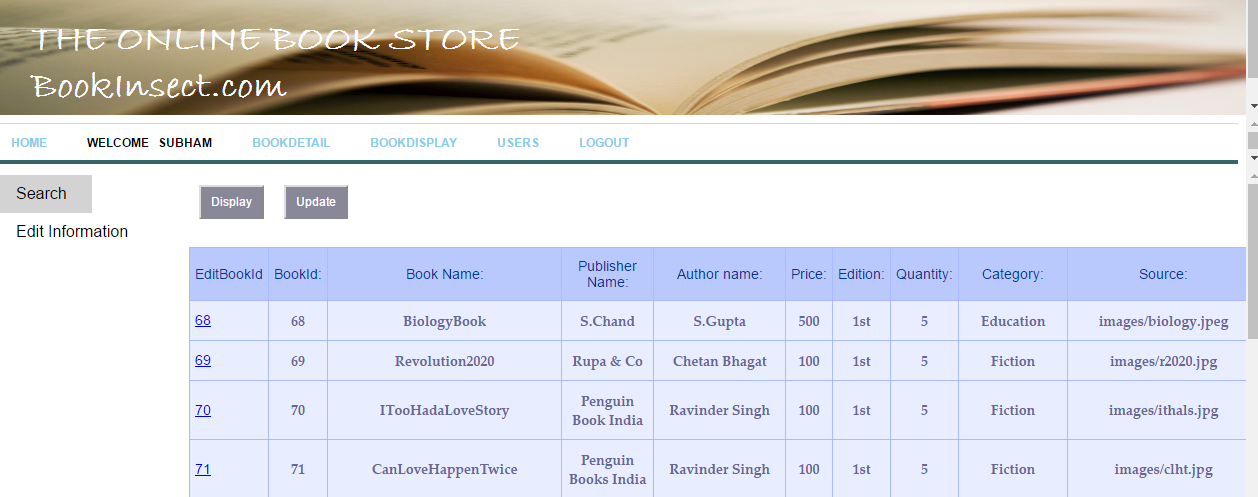 THE ONLINE BOOK STORE
BookInsect.com
HOME WELCOME SUBHAM BOOKDETAIL BOOKDISPLAY USERS LOGOUT
Search
Edit Information
Display Update
EditBookId BookId: Book Name: Publisher Name: Author name: Price: Edition: Quantity: Category: Source:
68 68 BiologyBook S.Chand S.Gupta 500 1st 5 Education images/biology.jpeg
69 69 Revolution2020 Rupa & Co Chetan Bhagat 100 1st 5 Fiction images/r2020.jpg
70 70 ITooHadaLoveStory Penguin Book India Ravinder Singh 100 1st 5 Fiction images/ithals.jpg
71 71 CanLoveHappenTwice Penguin Books India Ravinder Singh 100 1st 5 Fiction images/clht.jpg